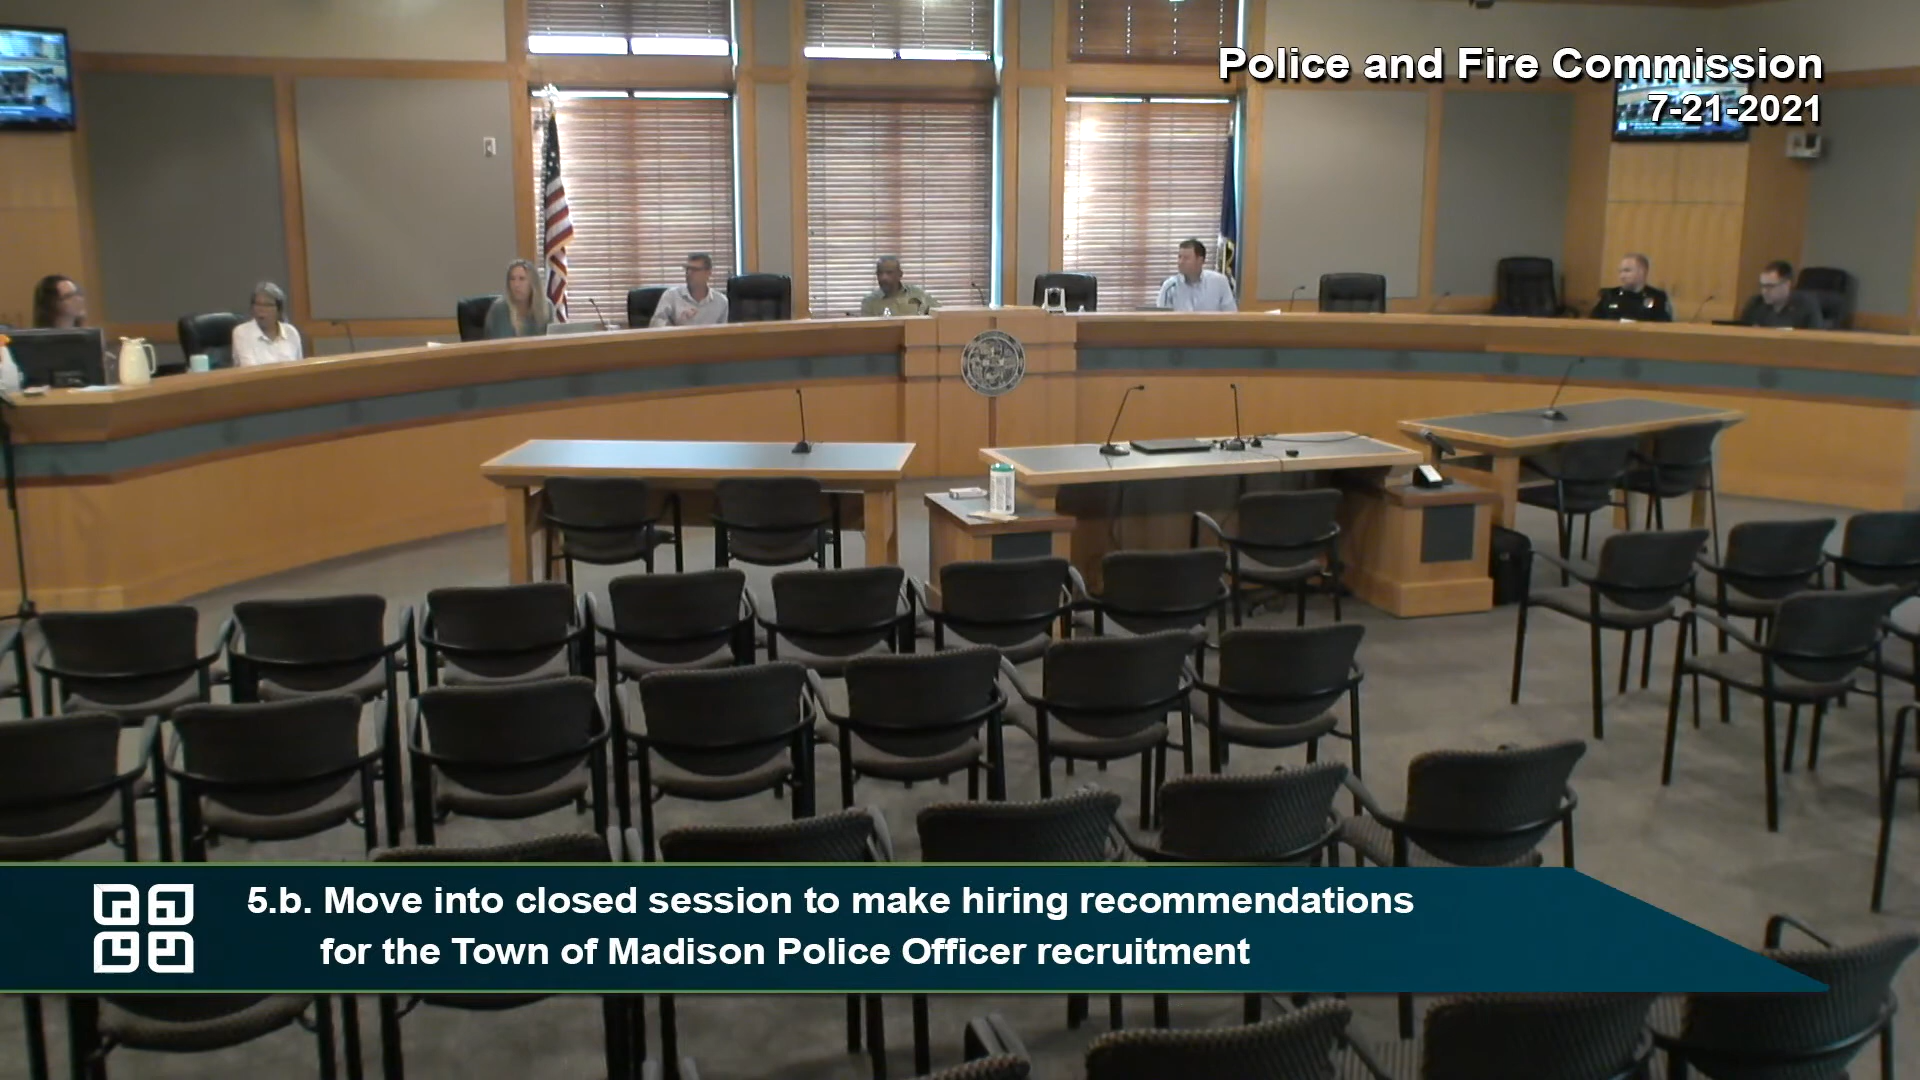 Police and Fire Commission
7-21-2021
5.b. Move into closed session to make hiring recommendations
for the Town of Madison Police Officer recruitment